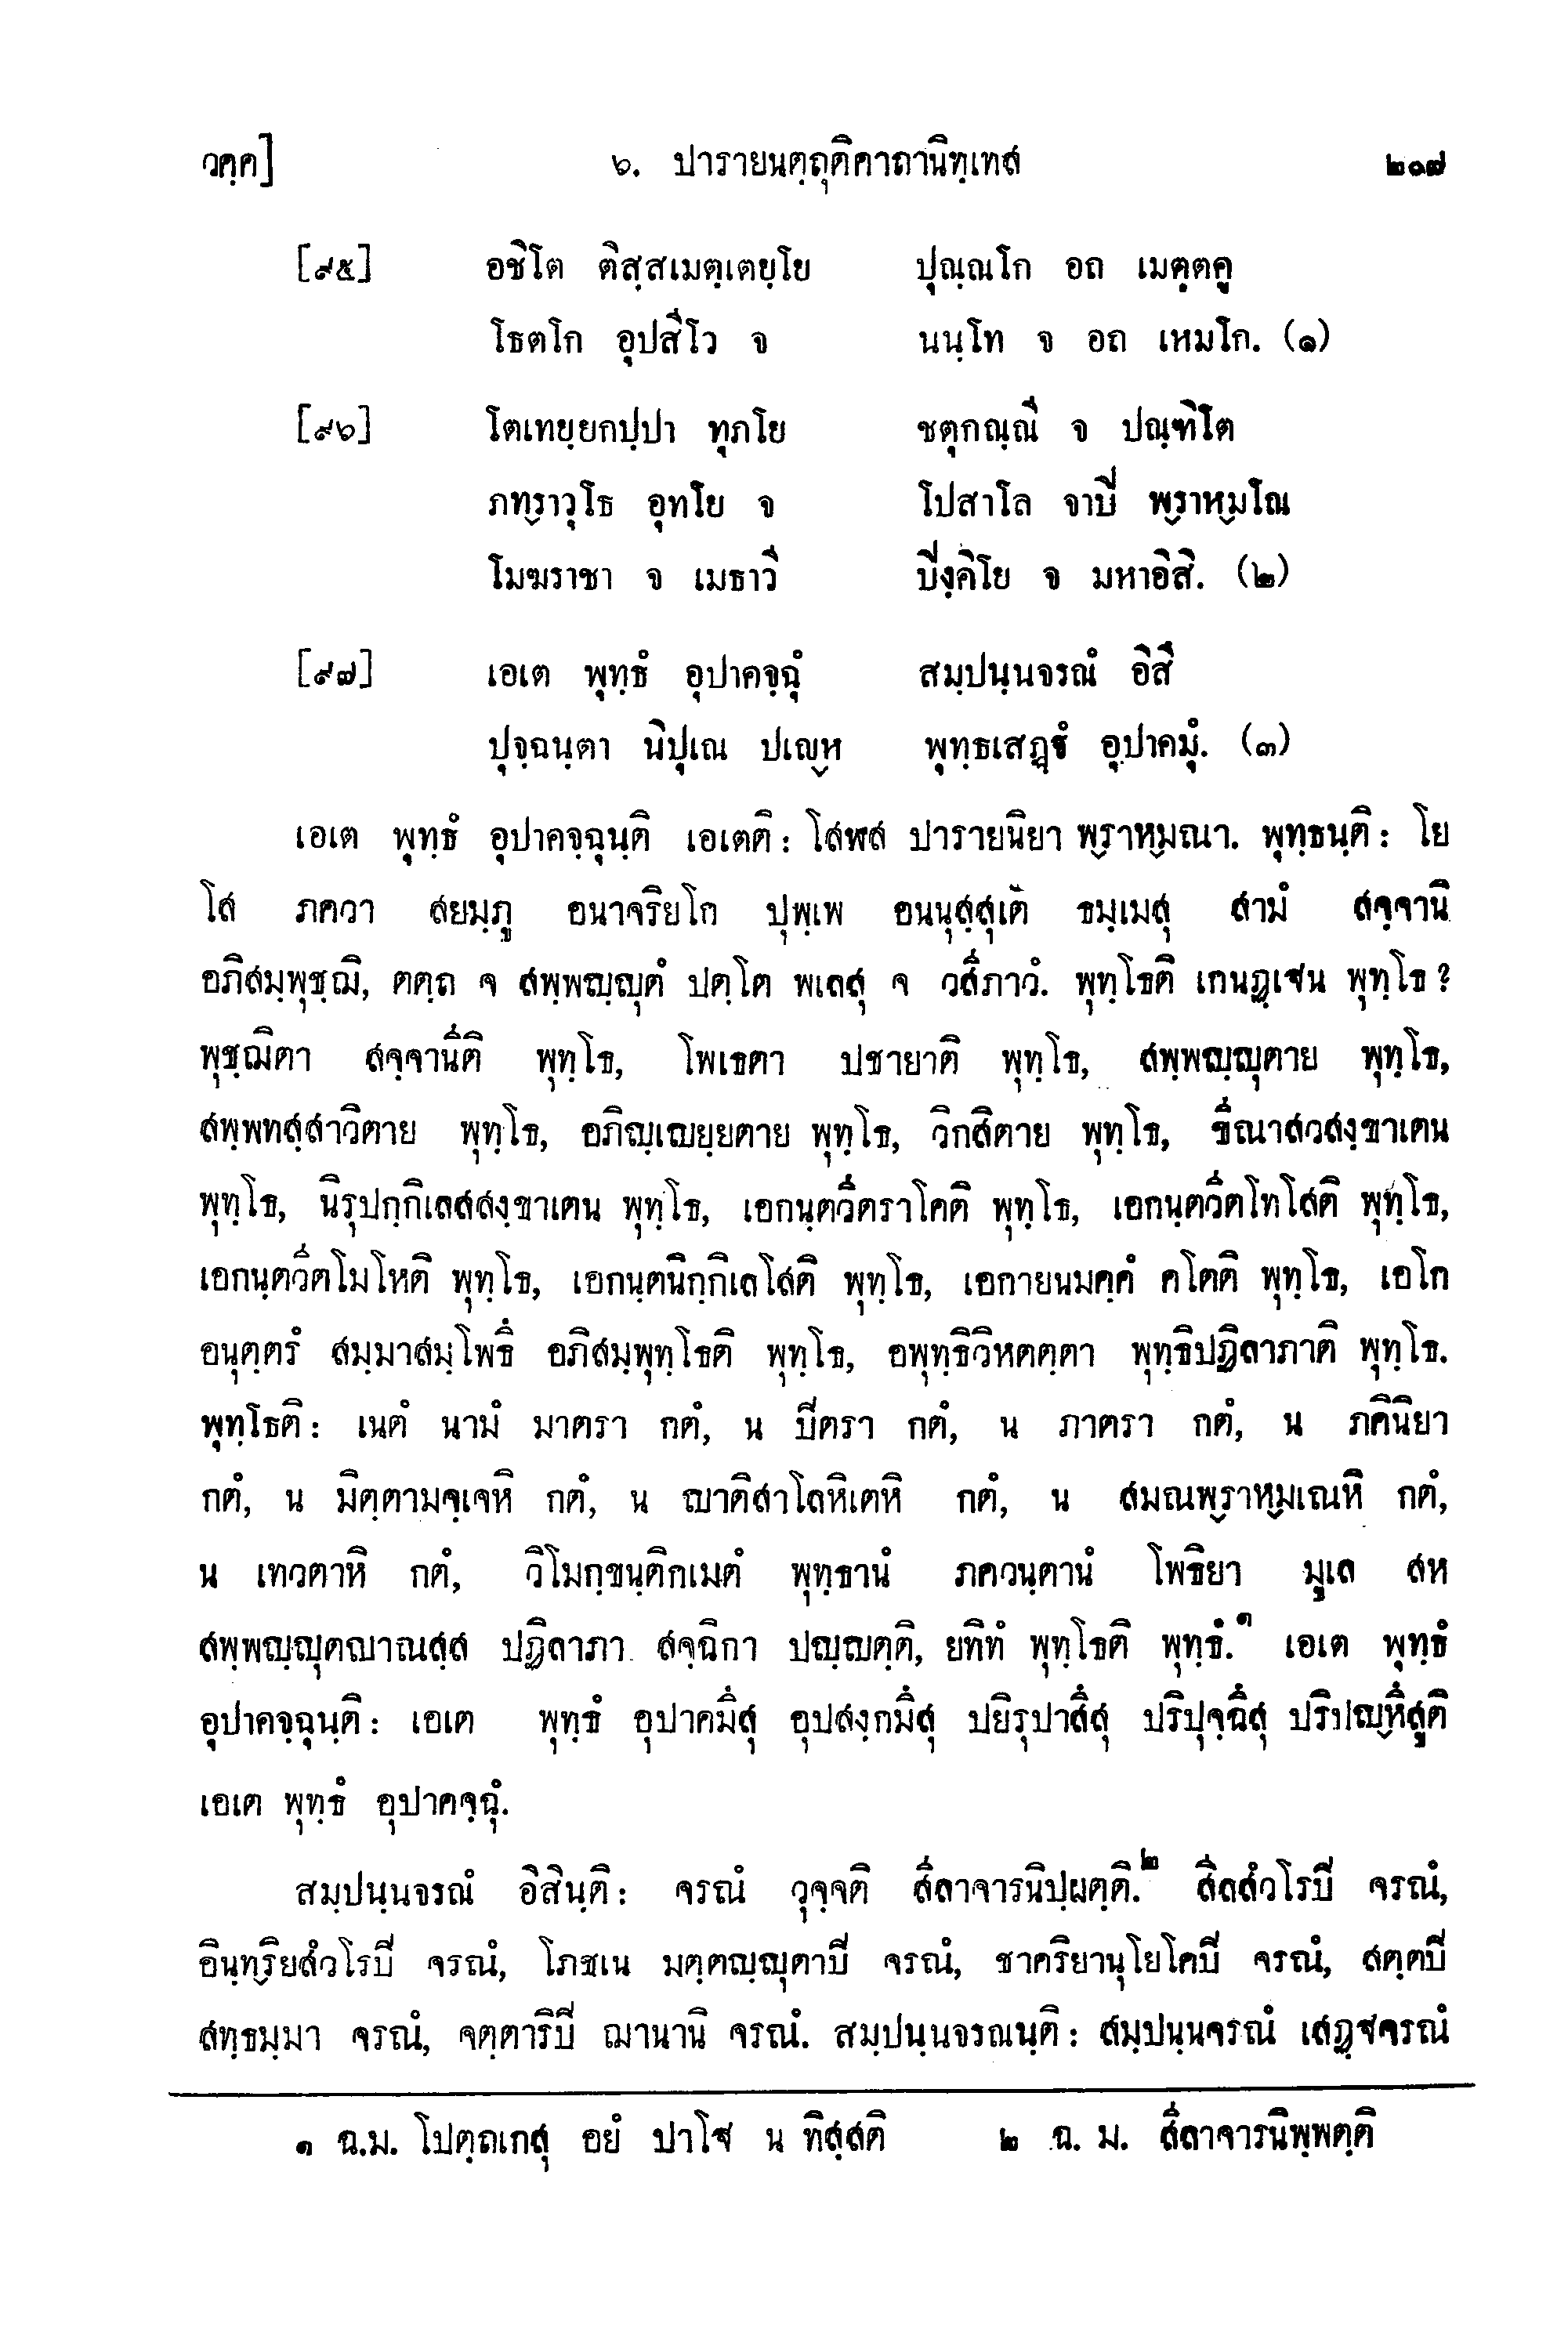 วคฺค] ๖. ปารายนตฺถุติคาถานิทฺเทส ๒๐๗
[๙๕] อชิโต ติสฺสเมตฺเตยฺโย ปุณฺณโก อถ เมตฺตคู
โธตโก อุปสีโว จ นนฺโท จ อถ เหมโก. (๑)
[๙๖] โตเทยฺยกปฺปา ทุภโย ชตุกณฺณี จ ปณฺฑิโต
ภทฺราวุโธ อุทโย จ โปสาโล จาปิ พฺราหฺมโณ
โมฆราชา จ เมธาวี ปิงฺคิโย จ มหาอิสิ. (๒)
[๙๗] เอเต พุทฺธํ อุปาคจฺฉุํ สมฺปนฺนจรณํ อิสึ
ปุจฺฉนฺตา นิปุเณ ปเญฺห พุทฺธเสฏฺฐํ อุปาคมุํ. (๓)
เอเต พุทฺธํ อุปาคจฺฉุนฺติ เอเตติ: โสฬส ปารายนิยา พฺราหฺมณา. พุทฺธนฺติ: โย
โส ภควา สยมฺภู อนาจริยโก ปุพฺเพ อนนุสฺสุเตสุ ธมฺเมสุ สามํ สจฺจานิ
อภิสมฺพุชฺฌิ, ตตฺถ จ สพฺพญฺญุตํ ปตฺโต พเลสุ จ วสีภาวํ. พุทฺโธติ เกนฏฺเฐน พุทฺโธ?
พุชฺฌิตา สจฺจานีติ พุทฺโธ, โพเธตา ปชายาติ พุทฺโธ, สพฺพญฺญุตาย พุทฺโธ,
สพฺพทสฺสาวิตาย พุทฺโธ, อภิญฺเญยฺยตาย พุทฺโธ, วิกสิตาย พุทฺโธ, ขีณาสวสงฺขาเตน
พุทฺโธ, นิรุปกฺกิเลสสงฺขาเตน พุทฺโธ, เอกนฺตวีตราโคติ พุทฺโธ, เอกนฺตวีตโทโสติ พุทฺโธ,
เอกนฺตวีตโมโหติ พุทฺโธ, เอกนฺตนิกฺกิเลโสติ พุทฺโธ, เอกายนมคฺคํ คโตติ พุทฺโธ, เอโก
อนุตฺตรํ สมฺมาสมฺโพธึ อภิสมฺพุทฺโธติ พุทฺโธ, อพุทฺธิวิหตตฺตา พุทฺธิปฏิลาภาติ พุทฺโธ.
พุทฺโธติ: เนตํ นามํ มาตรา กตํ, น ปิตรา กตํ, น ภาตรา กตํ, น ภคินิยา
กตํ, น มิตฺตามจฺเจหิ กตํ, น ญาติสาโลหิเตหิ กตํ, น สมณพฺราหฺมเณหิ กตํ,
น เทวตาหิ กตํ, วิโมกฺขนฺติกเมตํ พุทฺธานํ ภควนฺตานํ โพธิยา มูเล สห
สพฺพญฺญุตญาณสฺส ปฏิลาภา สจฺฉิกา ปญฺญตฺติ, ยทิทํ พุทฺโธติ พุทฺธํ.๑ เอเต พุทฺธํ
อุปาคจฺฉุนฺติ: เอเต พุทฺธํ อุปาคมึสุ อุปสงฺกมึสุ ปยิรุปาสึสุ ปริปุจฺฉึสุ ปริปญฺหึสูติ
เอเต พุทฺธํ อุปาคจฺฉุํ.
สมฺปนฺนจรณํ อิสินฺติ: จรณํ วุจฺจติ สีลาจารนิปฺผตฺติ.๒ สีลสํวโรปิ จรณํ,
อินฺทฺริยสํวโรปิ จรณํ, โภชเน มตฺตญฺญุตาปิ จรณํ, ชาคริยานุโยโคปิ จรณํ, สตฺตปิ
สทฺธมฺมา จรณํ, จตฺตาริปิ ฌานานิ จรณํ. สมฺปนฺนจรณนฺติ: สมฺปนฺนจรณํ เสฏฺฐจรณํ
๑ ฉ.ม. โปตฺถเกสุ อยํ ปาโฐ น ทิสฺสติ ๒ ฉ. ม. สีลาจารนิพฺพตฺติ